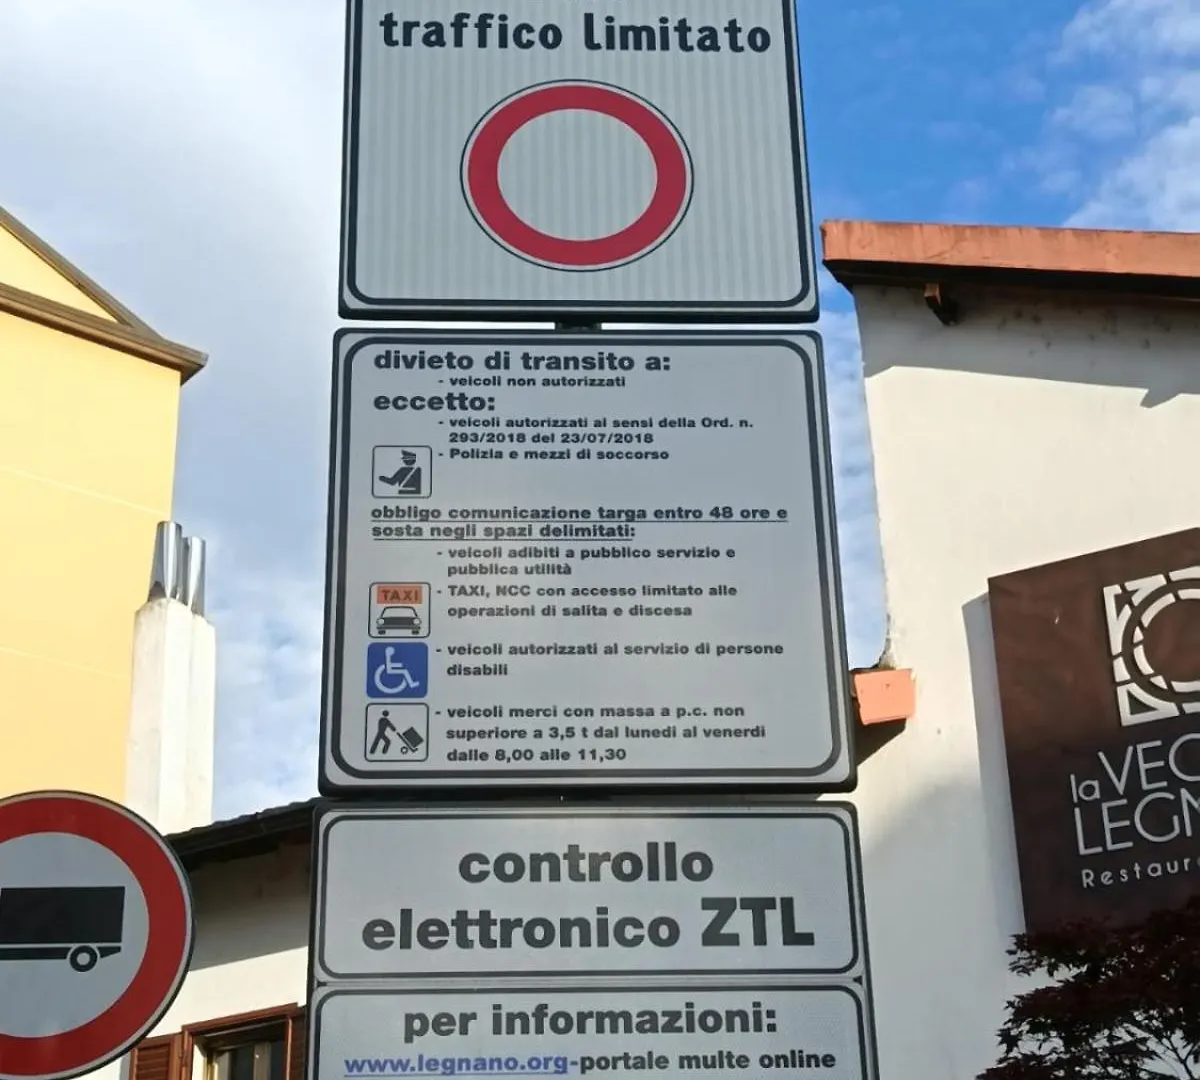 traffico limitato
divieto di transito a:
- veicoli non autorizzati
eccetto:
- veicoli autorizzati ai sensi della Ord. n.
293/2018 del 23/07/2018
- Polizia e mezzi di soccorso
obbligo comunicazione targa entro 48 ore e
sosta negli spazi delimitati:
- veicoli adibiti a pubblico servizio e
pubblica utilità
TAXI
- TAXI, NCC con accesso limitato alle
operazioni di salita e discesa
- veicoli autorizzati al servizio di persone
disabili
- veicoli merci con massa a p.c. non
superiore a 3,5 t dal lunedi al venerdi
dalle 8,00 alle 11,30
controllo
elettronico ZTL
per informazioni:
www.legnano.org-portale multe online
la VEC
LEGN
Restaur